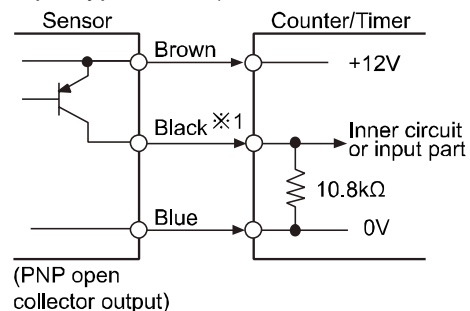 Sensor
Counter/Timer
Brown
+12V
Black ※1
Inner circuit
or input part
10.8kΩ
Blue
0V
(PNP open
collector output)